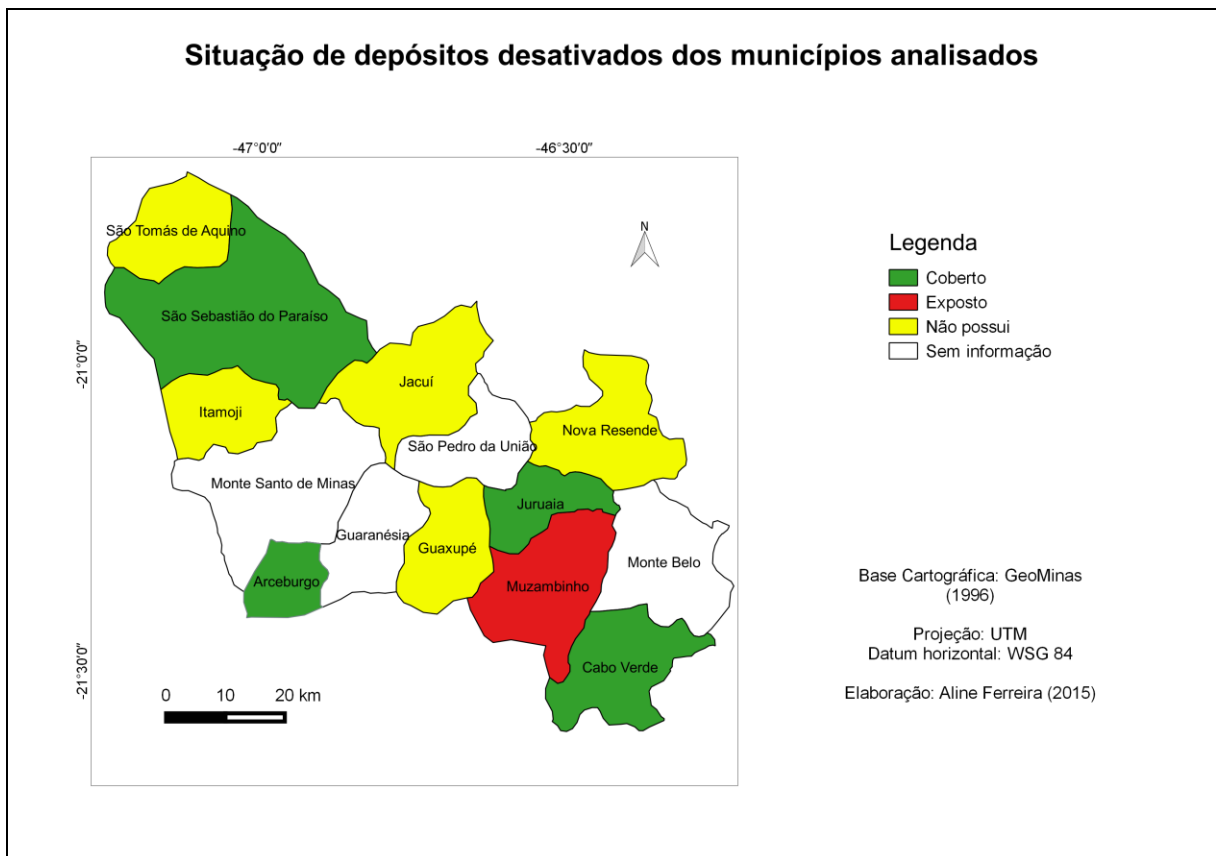 Situação de depósitos desativados dos municípios analisados
-47°0'0"
-46°30'0"
São Tomás de Aquino
N
Legenda
Coberto
Exposto
Não possui
Sem informação
São Sebastião do Paraíso
-21°0'0"
Jacuí
Itamoji
Nova Resende
São Pedro da União
Monte Santo de Minas
Juruaia
Guaranésia
Guaxupé
Monte Belo
Arceburgo
Muzambinho
Cabo Verde
-21°30'0"
0 10 20 km
Base Cartográfica: GeoMinas
(1996)
Projeção: UTM
Datum horizontal: WSG 84
Elaboração: Aline Ferreira (2015)